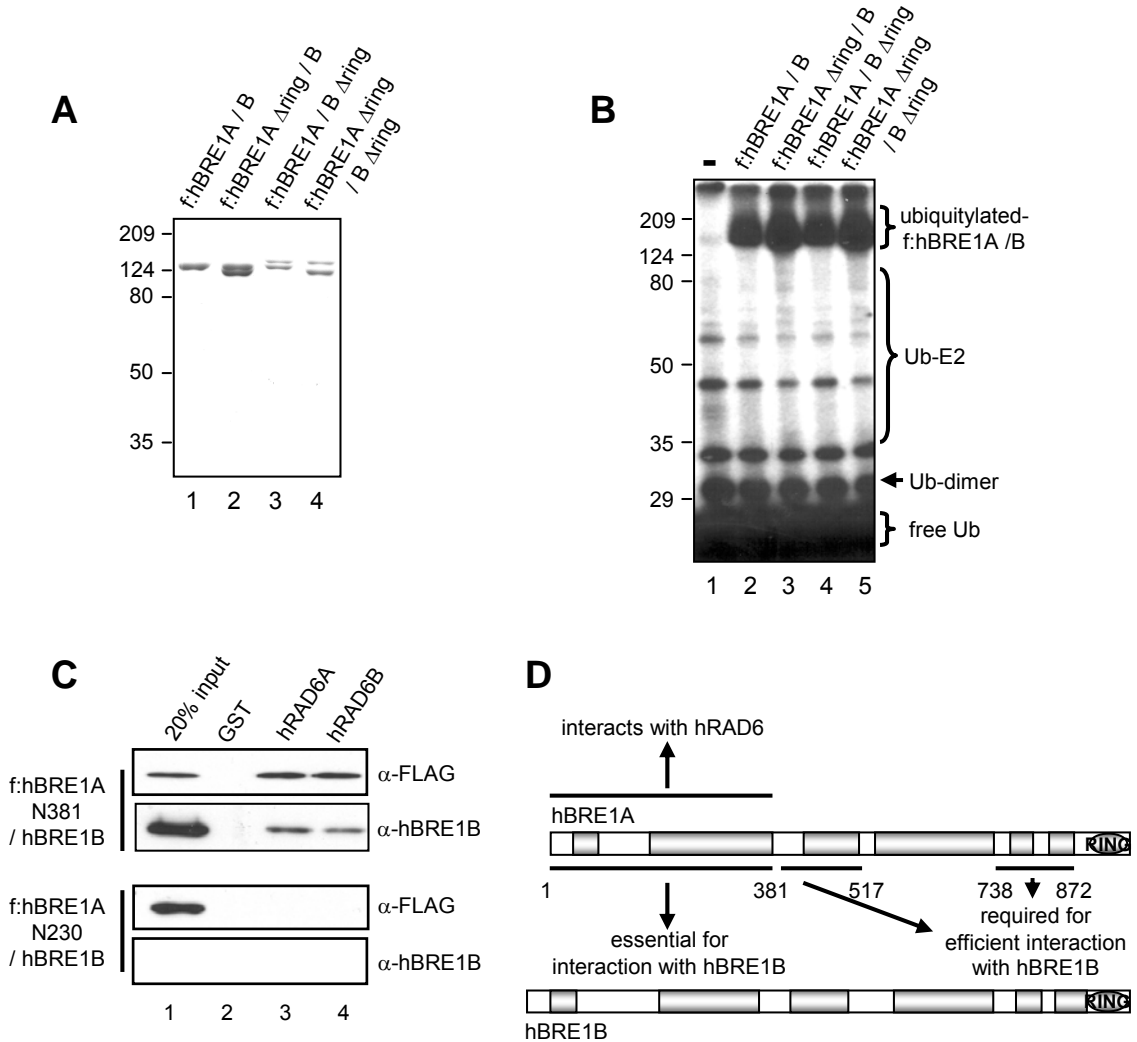 A
f:hBRE1A / B
f:hBRE1A Δring / B
f:hBRE1A / B Δring
f:hBRE1A Δring
/ B Δring
209
124
80
50
35
1 2 3 4
B
-
f:hBRE1A / B
f:hBRE1A Δring / B
f:hBRE1A / B Δring
f:hBRE1A Δring
/ B Δring
209
124
80
50
35
29
ubiquitylated-
f:hBRE1A /B
Ub-E2
Ub-dimer
free Ub
1 2 3 4 5
C
20% input
GST
hRAD6A
hRAD6B
f:hBRE1A
N381
/ hBRE1B
α-FLAG
α-hBRE1B
f:hBRE1A
N230
/ hBRE1B
α-FLAG
α-hBRE1B
1 2 3 4
D
interacts with hRAD6
hBRE1A
RING
1 381 517 738 872
essential for
interaction with hBRE1B
required for
efficient interaction
with hBRE1B
RING
hBRE1B